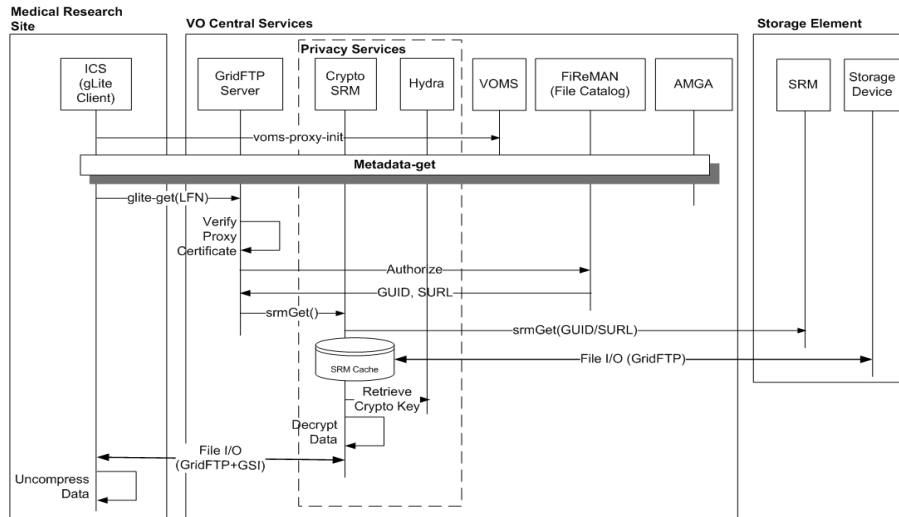 Medical Research
Site
VO Central Services
Storage Element
Privacy Services
ICS
(gLite
Client)
GridFTP
Server
Crypto
SRM
Hydra
VOMS
FiReMAN
(File Catalog)
AMGA
SRM
Storage
Device
voms-proxy-init
Metadata-get
glite-get(LFN)
Verify
Proxy
Certificate
Authorize
GUID, SURL
srmGet()
srmGet(GUID/SURL)
SRM Cache
File I/O (GridFTP)
Retrieve
Crypto Key
Decrypt
Data
File I/O
(GridFTP+GSI)
Uncompress
Data